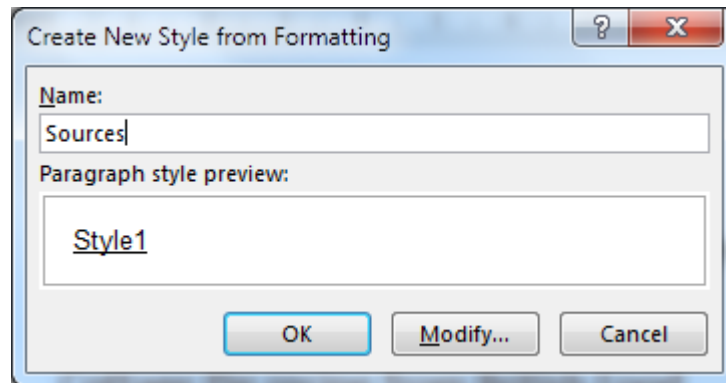 Create New Style from Formatting
?
X
Name:
Sources
Paragraph style preview:
Style1
OK Modify... Cancel